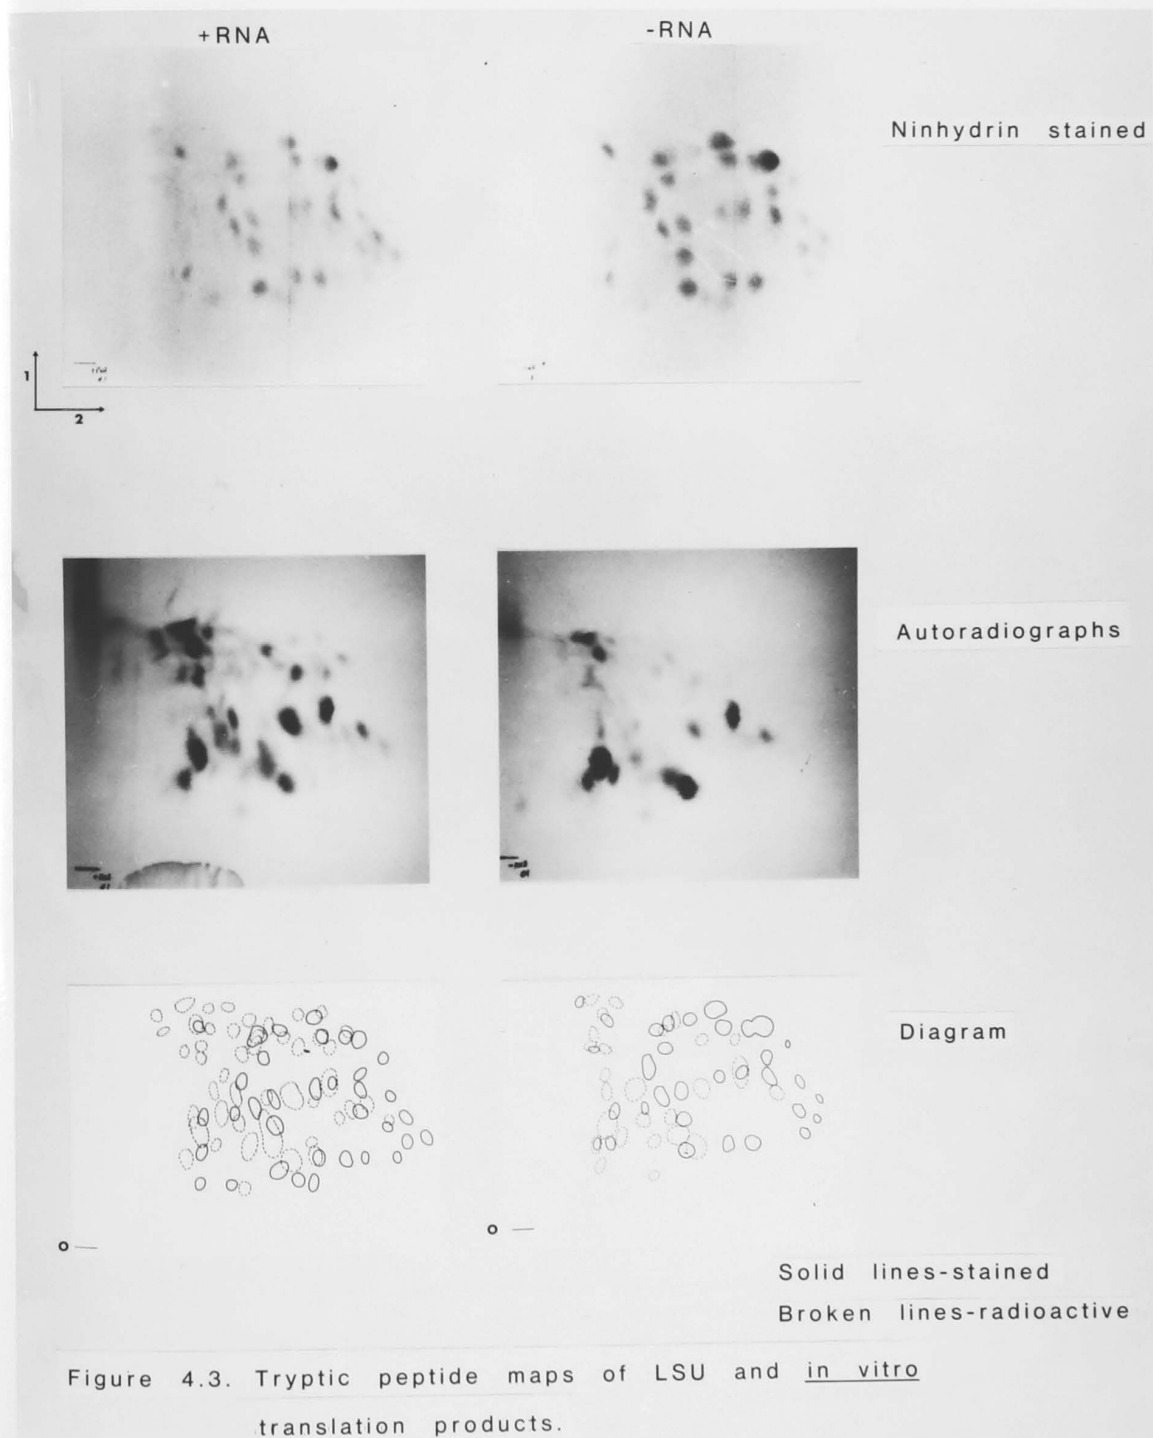 +RNA
-RNA
Ninhydrin stained
1
2
Autoradiographs
Diagram
O
O
Solid lines-stained
Broken lines-radioactive
Figure 4.3. Tryptic peptide maps of LSU and in vitro
translation products.